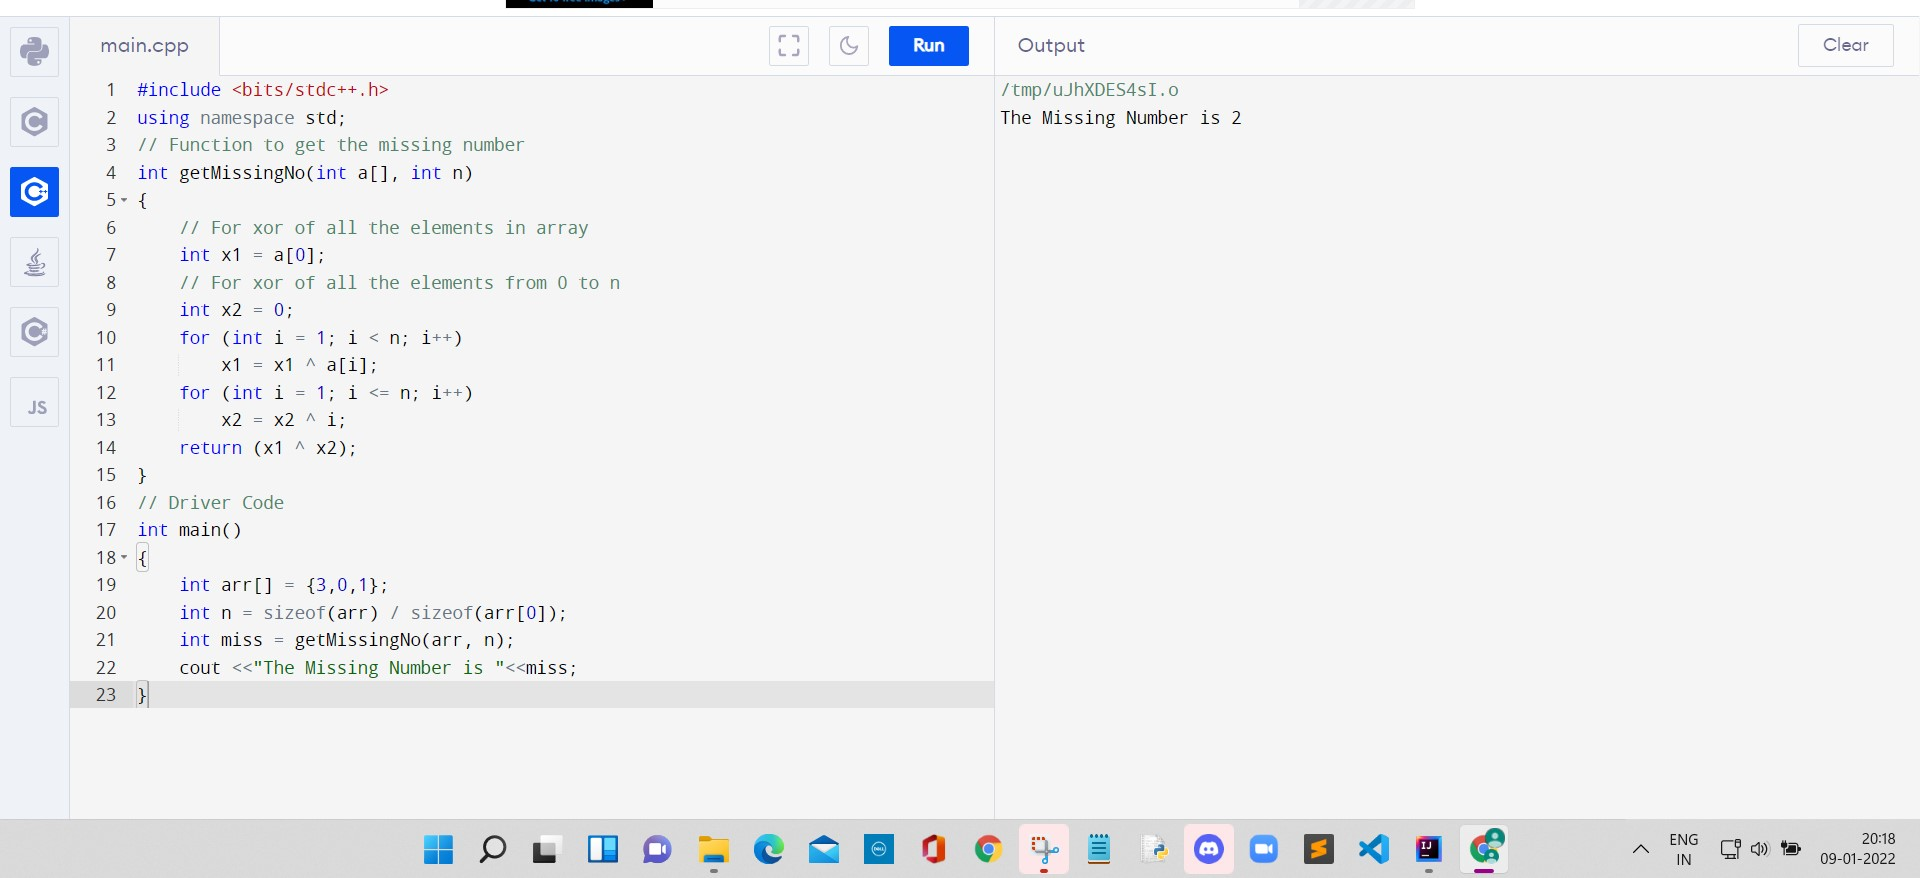 main.cpp
Run
Output
Clear
1 #include <bits/stdc++.h>
2 using namespace std;
3 // Function to get the missing number
4 int getMissingNo(int a[], int n)
5 {
6     // For xor of all the elements in array
7     int x1 = a[0];
8     // For xor of all the elements from 0 to n
9     int x2 = 0;
10     for (int i = 1; i < n; i++)
11         x1 = x1 ^ a[i];
12     for (int i = 1; i <= n; i++)
13         x2 = x2 ^ i;
14     return (x1 ^ x2);
15 }
16 // Driver Code
17 int main()
18 {
19     int arr[] = {3,0,1};
20     int n = sizeof(arr) / sizeof(arr[0]);
21     int miss = getMissingNo(arr, n);
22     cout <<"The Missing Number is "<<miss;
23 }
/tmp/uJhXDES4sI.o
The Missing Number is 2
JS
ENG
IN
20:18
09-01-2022